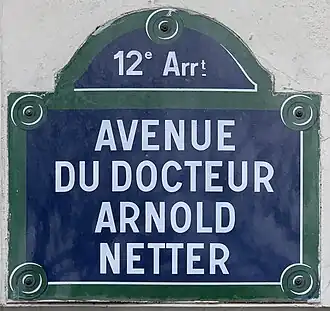 12e Arrt
AVENUE
DU DOCTEUR
ARNOLD
NETTER